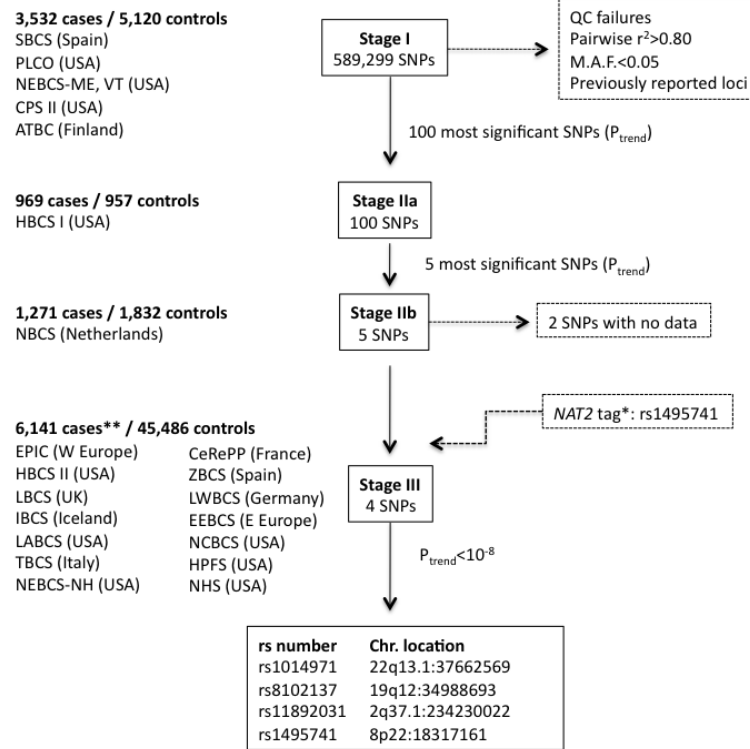 3,532 cases / 5,120 controls
SBCS (Spain)
PLCO (USA)
NEBCS-ME, VT (USA)
CPS II (USA)
ATBC (Finland)
Stage I
589,299 SNPs
QC failures
Pairwise r²>0.80
M.A.F.<0.05
Previously reported loci
100 most significant SNPs (Ptrend)
969 cases / 957 controls
HBCS I (USA)
Stage IIa
100 SNPs
5 most significant SNPs (Ptrend)
1,271 cases / 1,832 controls
NBCS (Netherlands)
Stage IIb
5 SNPs
2 SNPs with no data
NAT2 tag*: rs1495741
6,141 cases** / 45,486 controls
EPIC (W Europe)
HBCS II (USA)
LBCS (UK)
IBCS (Iceland)
LABCS (USA)
TBCS (Italy)
NEBCS-NH (USA)
CeRePP (France)
ZBCS (Spain)
LWBCS (Germany)
EEBCS (E Europe)
NCBCS (USA)
HPFS (USA)
NHS (USA)
Stage III
4 SNPs
Ptrend<10⁻⁸
rs number Chr. location
rs1014971 22q13.1:37662569
rs8102137 19q12:34988693
rs11892031 2q37.1:234230022
rs1495741 8p22:18317161